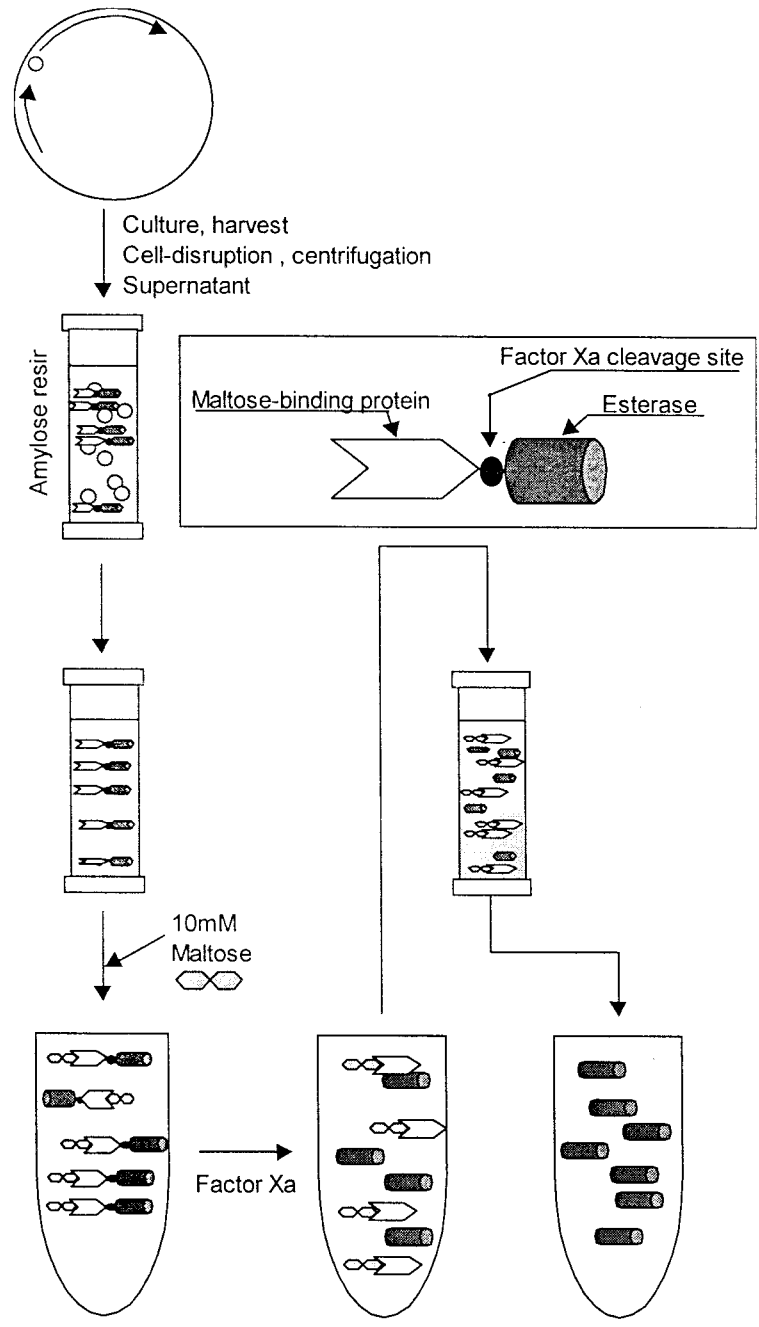 Culture, harvest
Cell-disruption , centrifugation
Supernatant
Amylose resir
Factor Xa cleavage site
Maltose-binding protein
Esterase
10mM
Maltose
Factor Xa